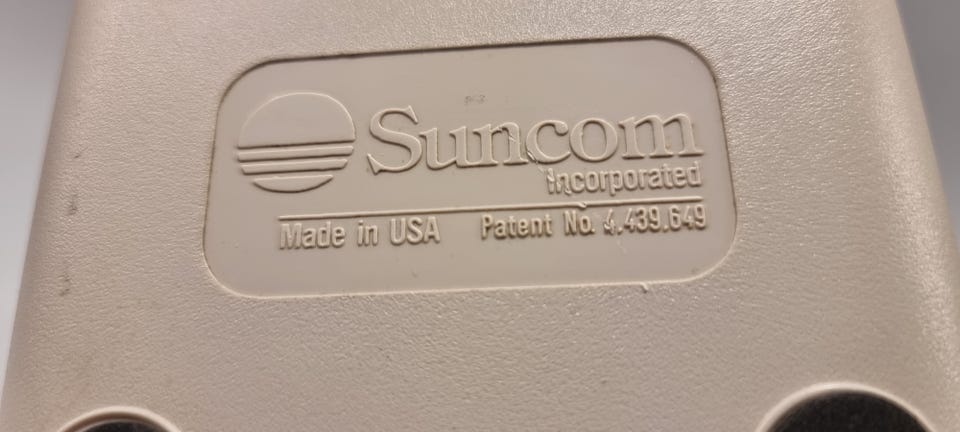 Suncom
Incorporated
Made in USA Patent No. 4,439,649